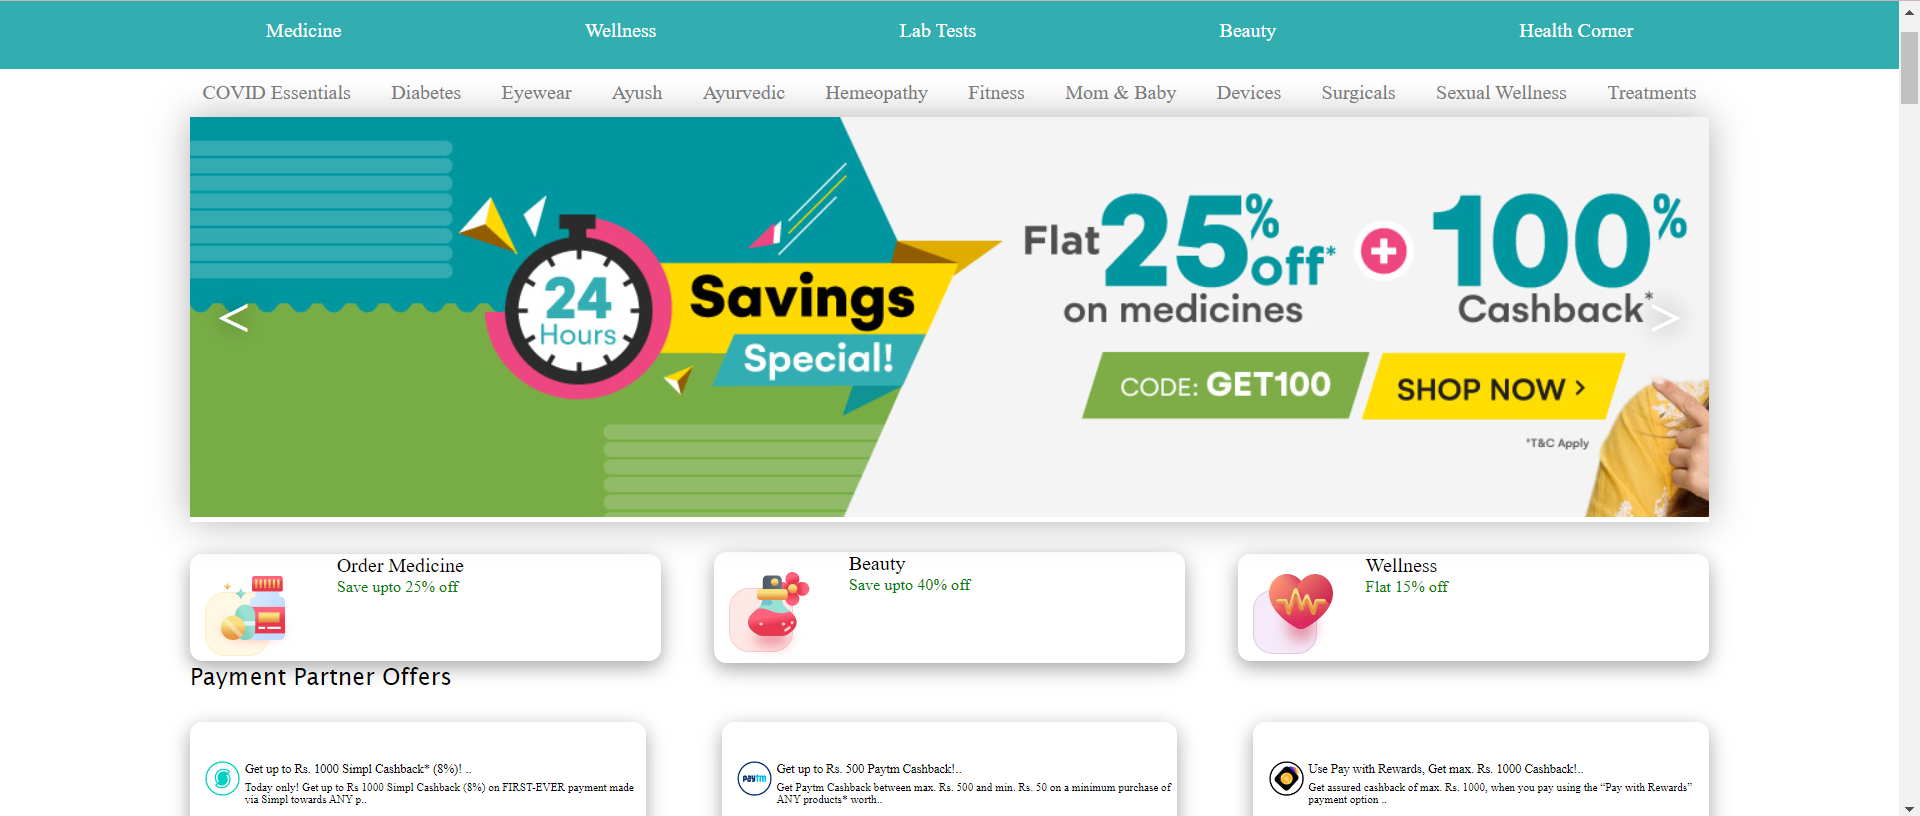 Medicine Wellness Lab Tests Beauty Health Corner
COVID Essentials Diabetes Eyewear Ayush Ayurvedic Hemeopathy Fitness Mom & Baby Devices Surgicals Sexual Wellness Treatments
24
Hours
Savings
Special!
Flat 25% off*
on medicines
100%
Cashback*
< >
CODE: GET100
SHOP NOW >
*T&C Apply
Order Medicine
Save upto 25% off
Beauty
Save upto 40% off
Wellness
Flat 15% off
Payment Partner Offers
Get up to Rs. 1000 Simpl Cashback* (8%)! ..
Today only! Get up to Rs 1000 Simpl Cashback (8%) on FIRST-EVER payment made
via Simpl towards ANY p..
paytm
Get up to Rs. 500 Paytm Cashback!..
Get Paytm Cashback between max. Rs. 500 and min. Rs. 50 on a minimum purchase of
ANY products* worth..
Use Pay with Rewards, Get max. Rs. 1000 Cashback!..
Get assured cashback of max. Rs. 1000, when you pay using the “Pay with Rewards”
payment option ..